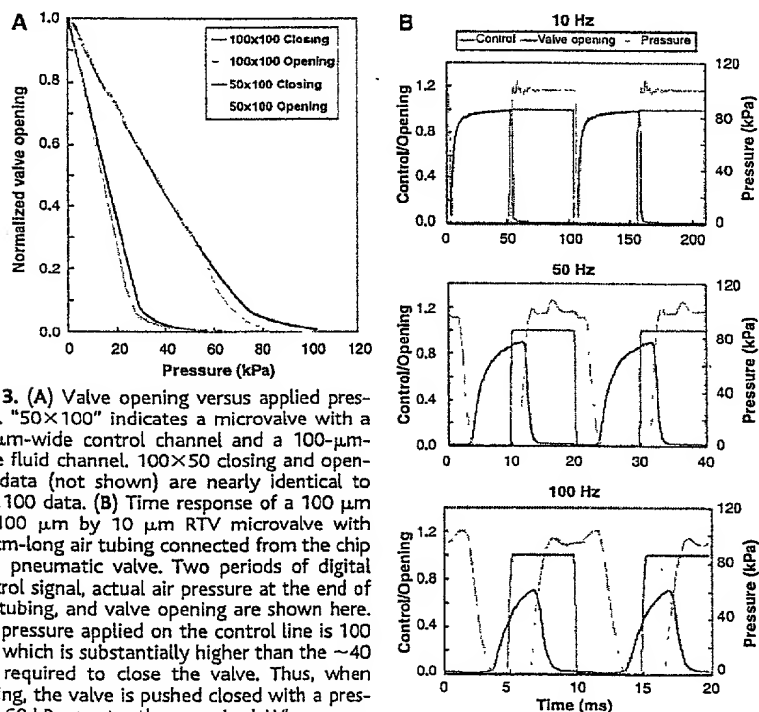 A
1.0
0.8
0.6
0.4
0.2
0.0
Normalized valve opening
100x100 Closing
100x100 Opening
50x100 Closing
50x100 Opening
0 20 40 60 80 100 120
Pressure (kPa)
3. (A) Valve opening versus applied pres-
"50×100" indicates a microvalve with a
μm-wide control channel and a 100-μm-
fluid channel. 100×50 closing and open-
data (not shown) are nearly identical to
100 data. (B) Time response of a 100 μm
100 μm by 10 μm RTV microvalve with
m-long air tubing connected from the chip
pneumatic valve. Two periods of digital
rol signal, actual air pressure at the end of
tubing, and valve opening are shown here.
pressure applied on the control line is 100
which is substantially higher than the ~40
required to close the valve. Thus, when
ing, the valve is pushed closed with a pres-
B
10 Hz
Control Valve opening Pressure
1.2
0.8
0.4
0.0
Control/Opening
120
80
40
0
Pressure (kPa)
0 50 100 150 200
50 Hz
1.2
0.8
0.4
0.0
Control/Opening
120
80
40
0
Pressure (kPa)
0 10 20 30 40
100 Hz
1.2
0.8
0.4
0.0
Control/Opening
120
80
40
0
Pressure (kPa)
0 5 10 15 20
Time (ms)